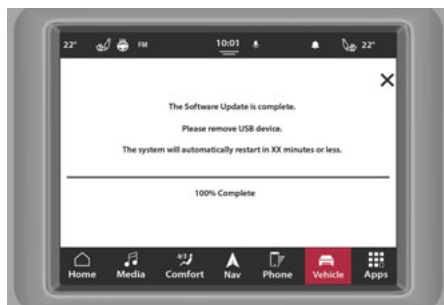 22° FM 10:01 22°
The Software Update is complete.
Please remove USB device.
The system will automatically restart in XX minutes or less.
100% Complete
Home Media Comfort Nav Phone Vehicle Apps